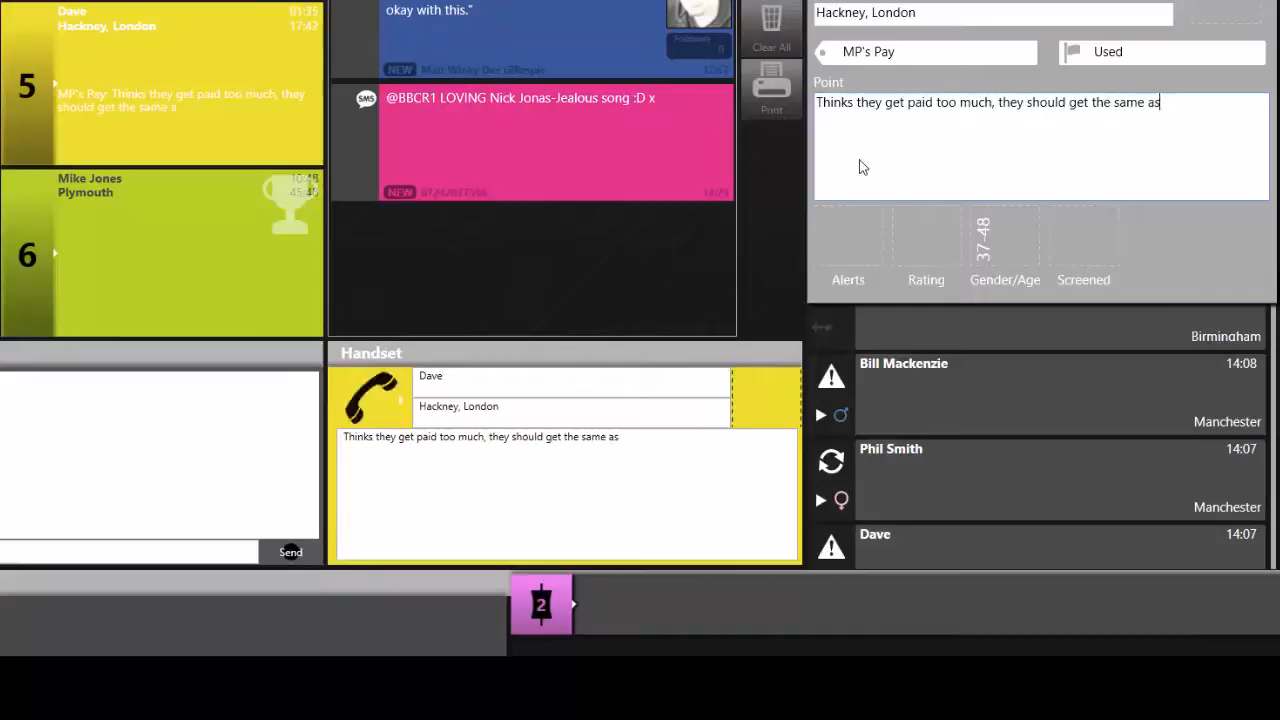 Dave
01:39
Hackney, London
17:42
5
MP's Pay: Thinks they get paid too much, they
should get the same a
Mike Jones
Plymouth
6
okay with this."
Followers
0
NEW
@BBCR1 LOVING Nick Jonas-Jealous song :D x
SMS
NEW
14:29
Clear All
Print
Hackney, London
MP's Pay
Used
Point
Thinks they get paid too much, they should get the same as
37-48
Alerts
Rating
Gender/Age
Screened
Birmingham
Bill Mackenzie
14:08
Manchester
Phil Smith
14:07
Manchester
Dave
14:07
Handset
Dave
Hackney, London
Thinks they get paid too much, they should get the same as
Send
2